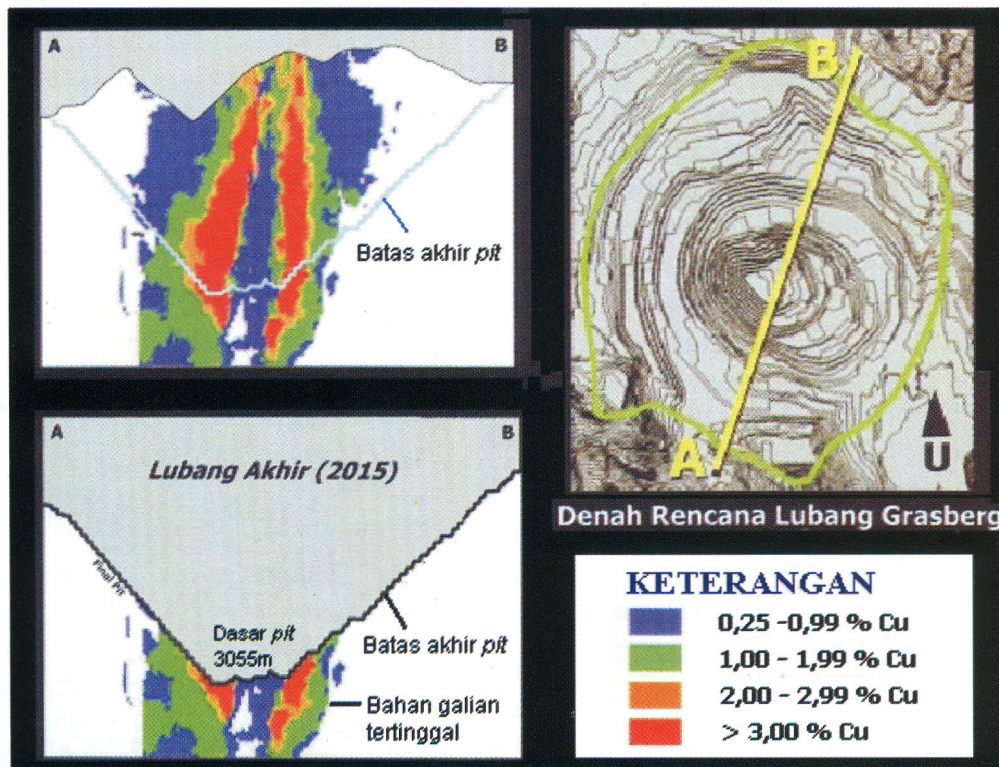 A
B
Batas akhir pit
A
B
Lubang Akhir (2015)
Final Pit
Dasar pit
3055m
Batas akhir pit
Bahan galian
tertinggal
B
A
U
Denah Rencana Lubang Grasberg
KETERANGAN
0,25 -0,99 % Cu
1,00 - 1,99 % Cu
2,00 - 2,99 % Cu
> 3,00 % Cu